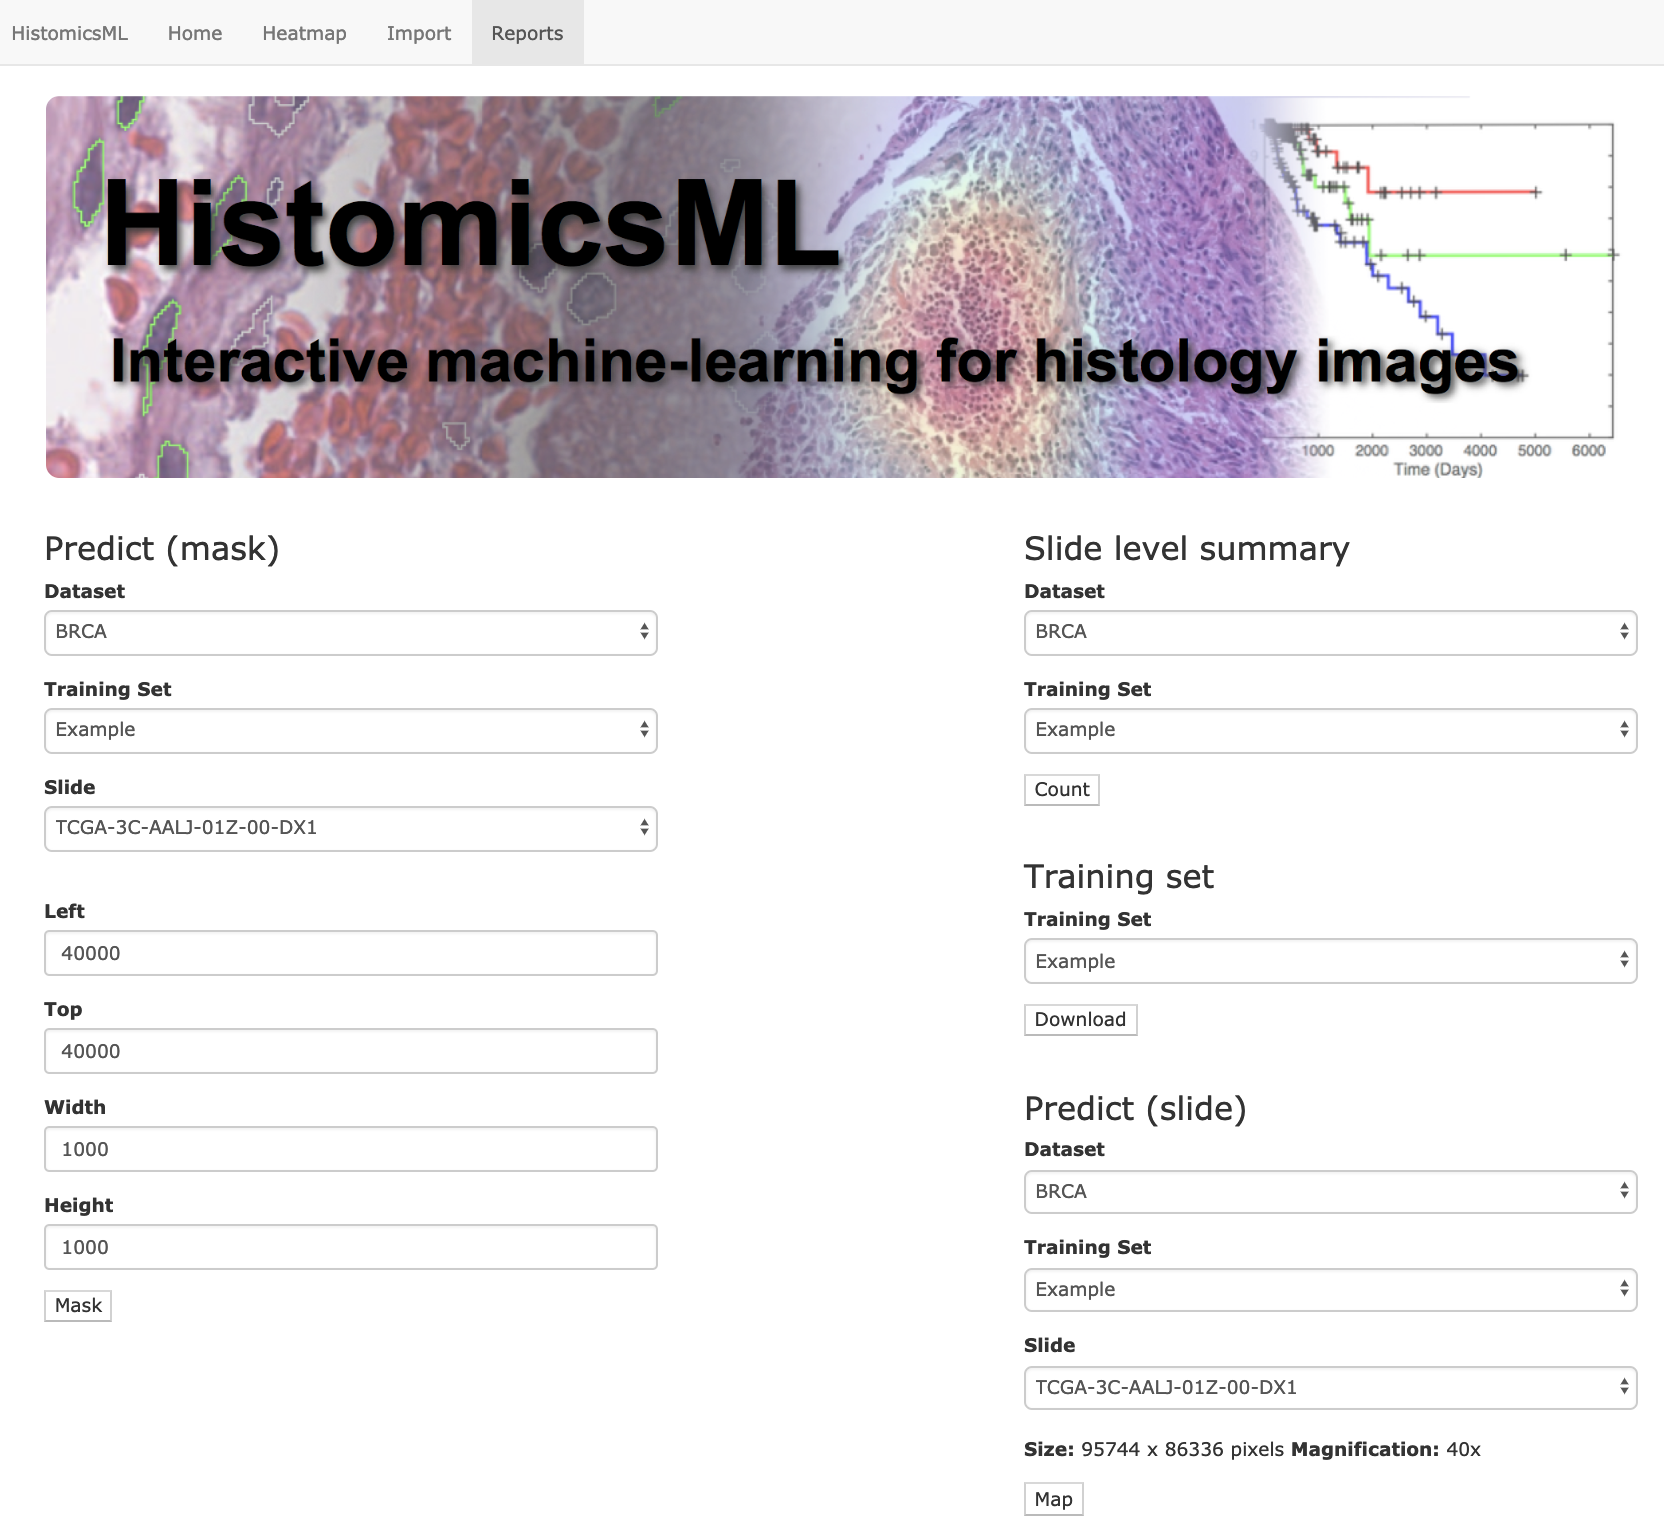 HistomicsML Home Heatmap Import Reports
HistomicsML
Interactive machine-learning for histology images
1000 2000 3000 4000 5000 6000
Time (Days)
Predict (mask)
Dataset
BRCA
Training Set
Example
Slide
TCGA-3C-AALJ-01Z-00-DX1
Left
40000
Top
40000
Width
1000
Height
1000
Mask
Slide level summary
Dataset
BRCA
Training Set
Example
Count
Training set
Training Set
Example
Download
Predict (slide)
Dataset
BRCA
Training Set
Example
Slide
TCGA-3C-AALJ-01Z-00-DX1
Size: 95744 x 86336 pixels Magnification: 40x
Map